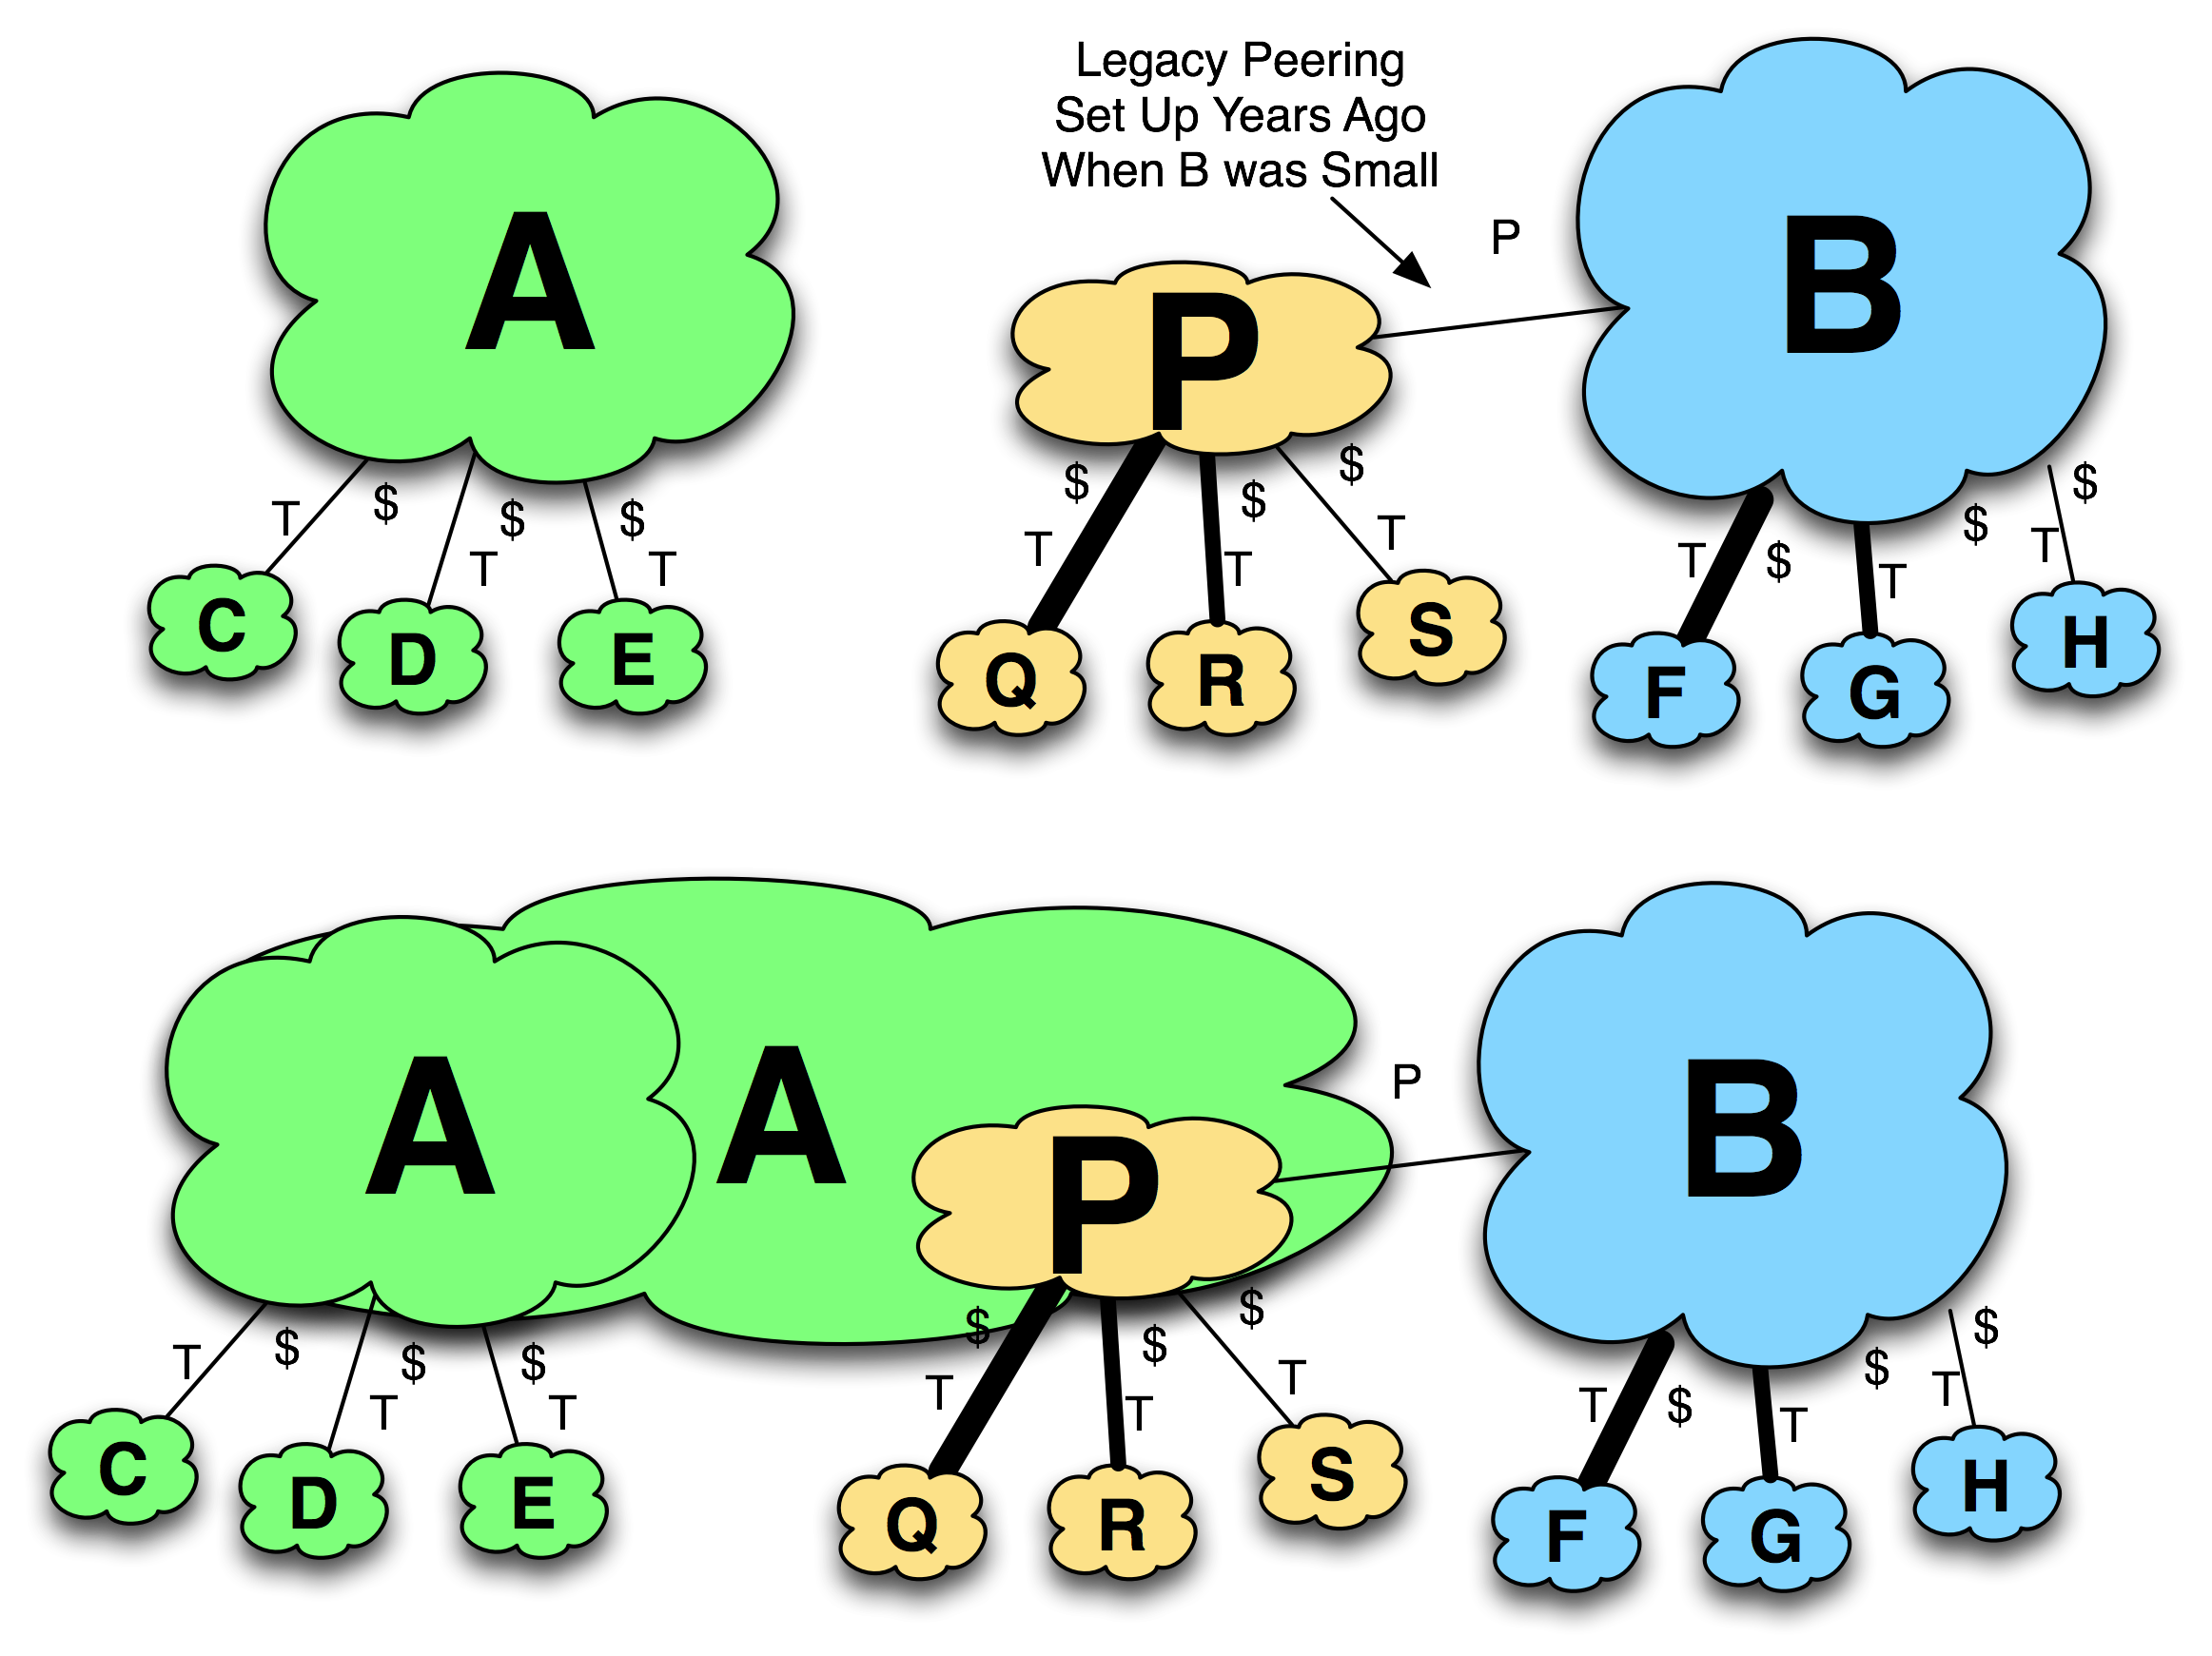 Legacy Peering
Set Up Years Ago
When B was Small
A
P
P
B
T
$
$
T
$
T
$
T
$
T
$
T
T
$
T
$
T
$
C
D
E
Q
R
S
F
G
H
A
A
P
P
B
T
$
$
T
$
T
$
T
$
T
$
T
T
$
T
$
T
$
C
D
E
Q
R
S
F
G
H